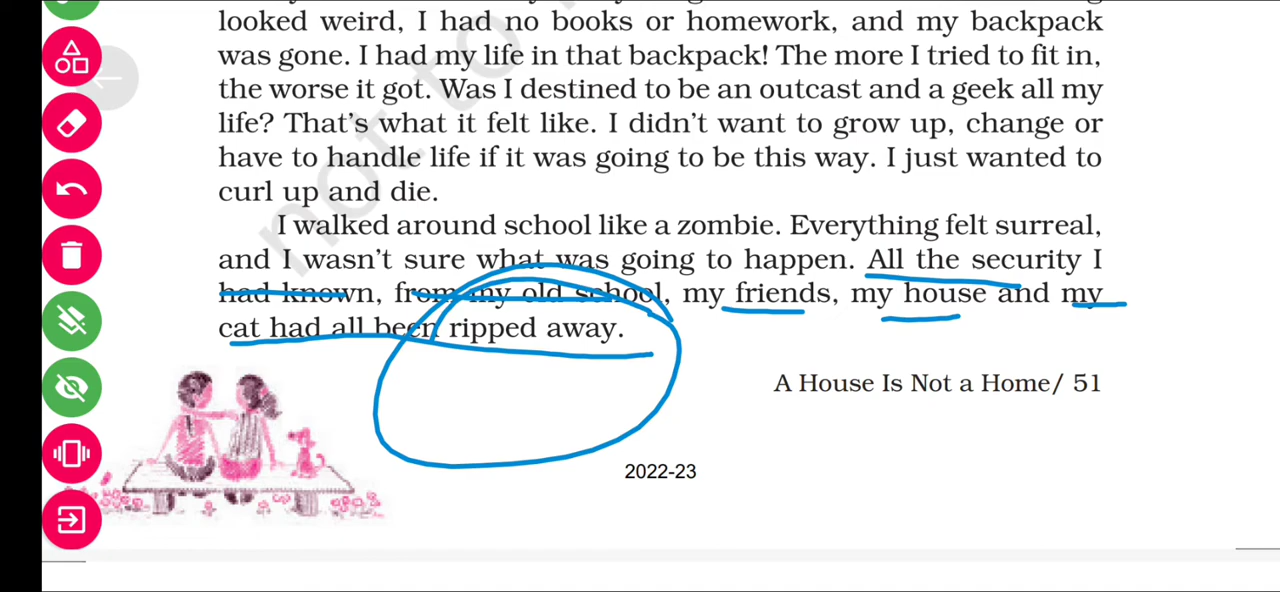 looked weird, I had no books or homework, and my backpack
was gone. I had my life in that backpack! The more I tried to fit in,
the worse it got. Was I destined to be an outcast and a geek all my
life? That's what it felt like. I didn't want to grow up, change or
have to handle life if it was going to be this way. I just wanted to
curl up and die.
I walked around school like a zombie. Everything felt surreal,
and I wasn't sure what was going to happen. All the security I
had known, from my old school, my friends, my house and my
cat had all been ripped away.
A House Is Not a Home/ 51
2022-23
not to